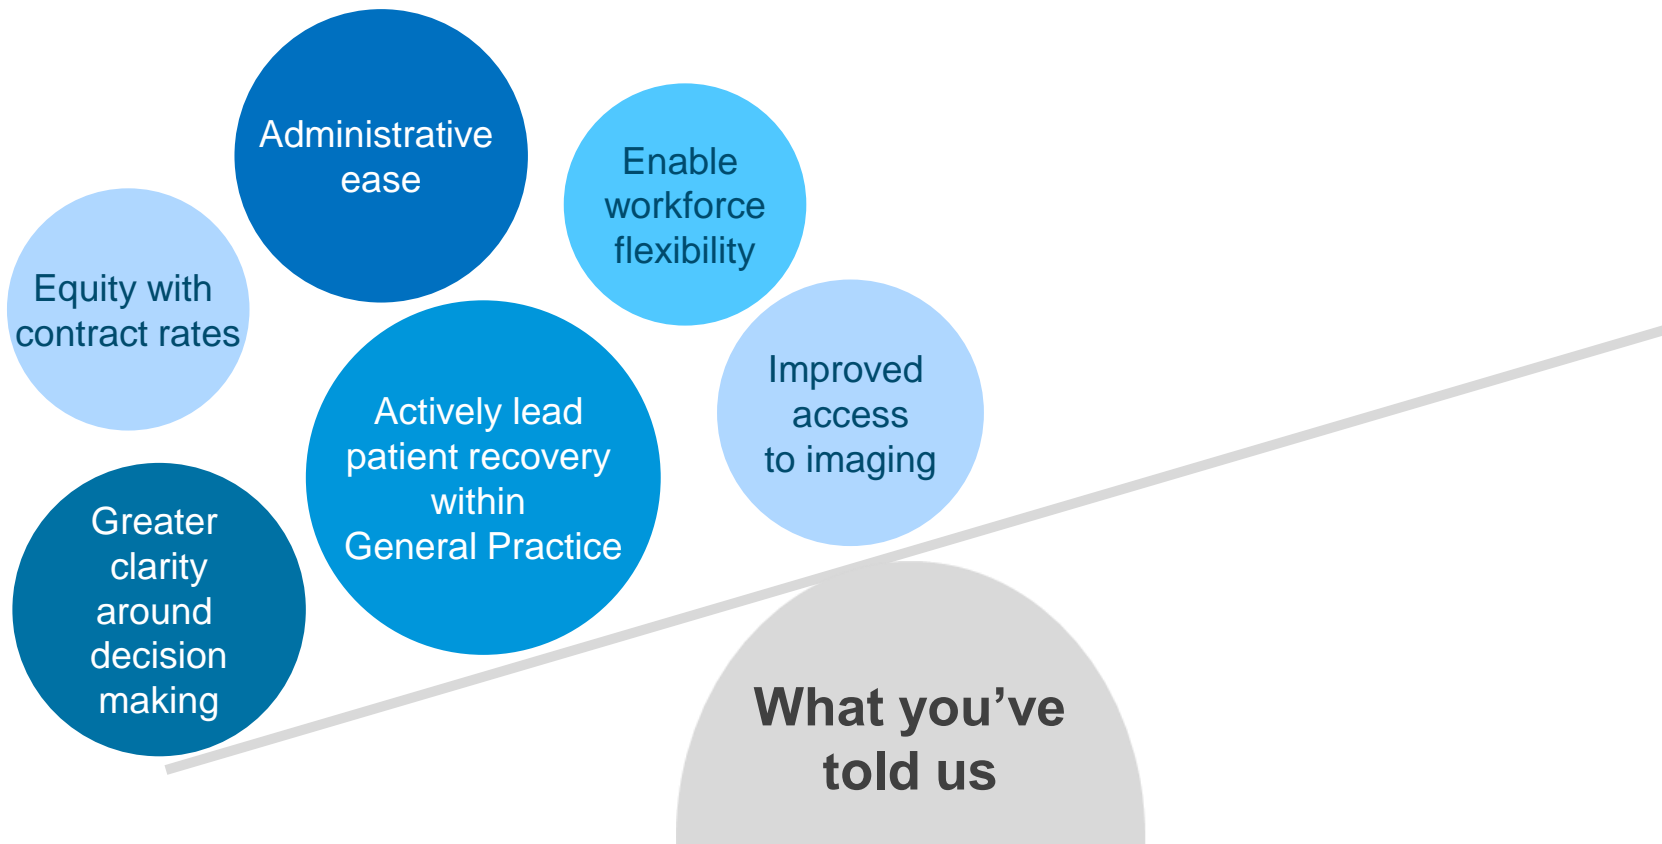 Administrative
ease
Enable
workforce
flexibility
Equity with
contract rates
Improved
access
to imaging
Actively lead
patient recovery
within
General Practice
Greater
clarity
around
decision
making
What you’ve
told us